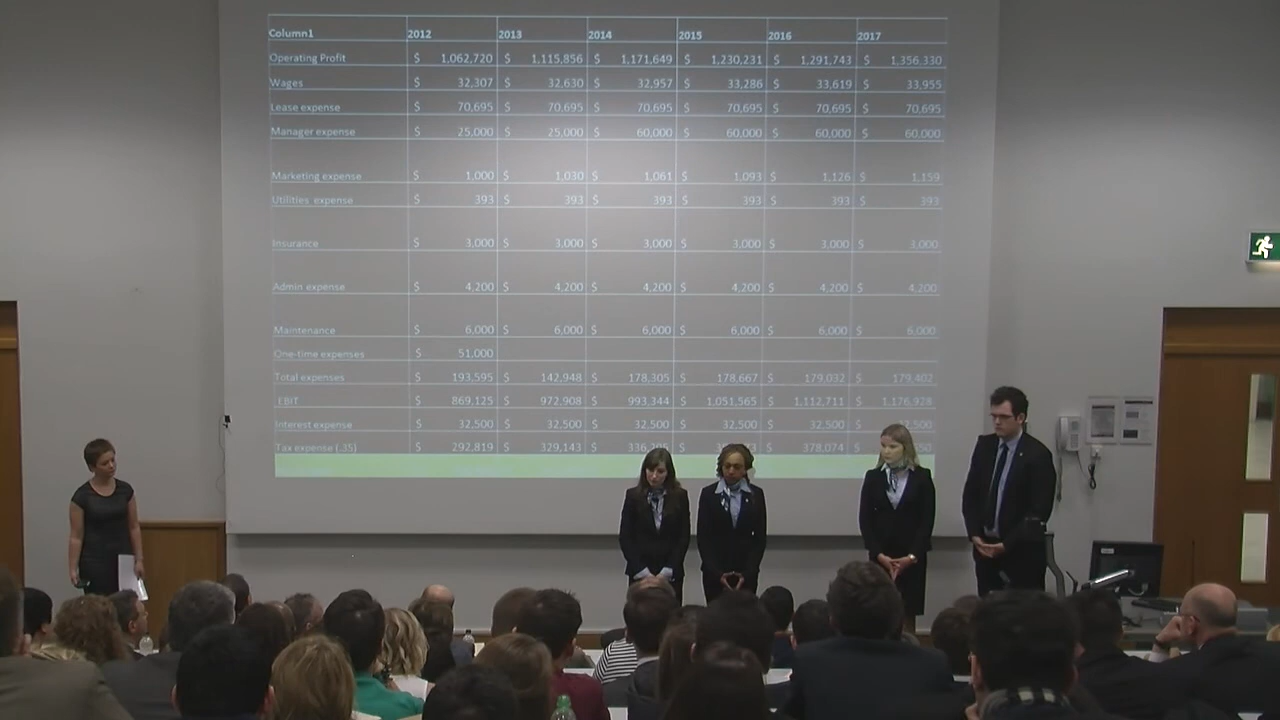 Column1 2012 2013 2014 2015 2016 2017
Operating Profit $ 1,062,720 $ 1,115,856 $ 1,171,649 $ 1,230,231 $ 1,291,743 $ 1,356,330
Wages $ 32,307 $ 32,630 $ 32,957 $ 33,286 $ 33,619 $ 33,955
Lease expense $ 70,695 $ 70,695 $ 70,695 $ 70,695 $ 70,695 $ 70,695
Manager expense $ 25,000 $ 25,000 $ 60,000 $ 60,000 $ 60,000 $ 60,000
Marketing expense $ 1,000 $ 1,030 $ 1,061 $ 1,093 $ 1,126 $ 1,159
Utilities expense $ 393 $ 393 $ 393 $ 393 $ 393 $ 393
Insurance $ 3,000 $ 3,000 $ 3,000 $ 3,000 $ 3,000 $ 3,000
Admin expense $ 4,200 $ 4,200 $ 4,200 $ 4,200 $ 4,200 $ 4,200
Maintenance $ 6,000 $ 6,000 $ 6,000 $ 6,000 $ 6,000 $ 6,000
One-time expenses $ 51,000
Total expenses $ 193,595 $ 142,948 $ 178,305 $ 178,667 $ 179,032 $ 179,402
EBIT $ 869,125 $ 972,908 $ 993,344 $ 1,051,565 $ 1,112,711 $ 1,176,928
Interest expense $ 32,500 $ 32,500 $ 32,500 $ 32,500 $ 32,500 $
Tax expense (.35) $ 292,819 $ 329,143 $ $ $ 378,074 $